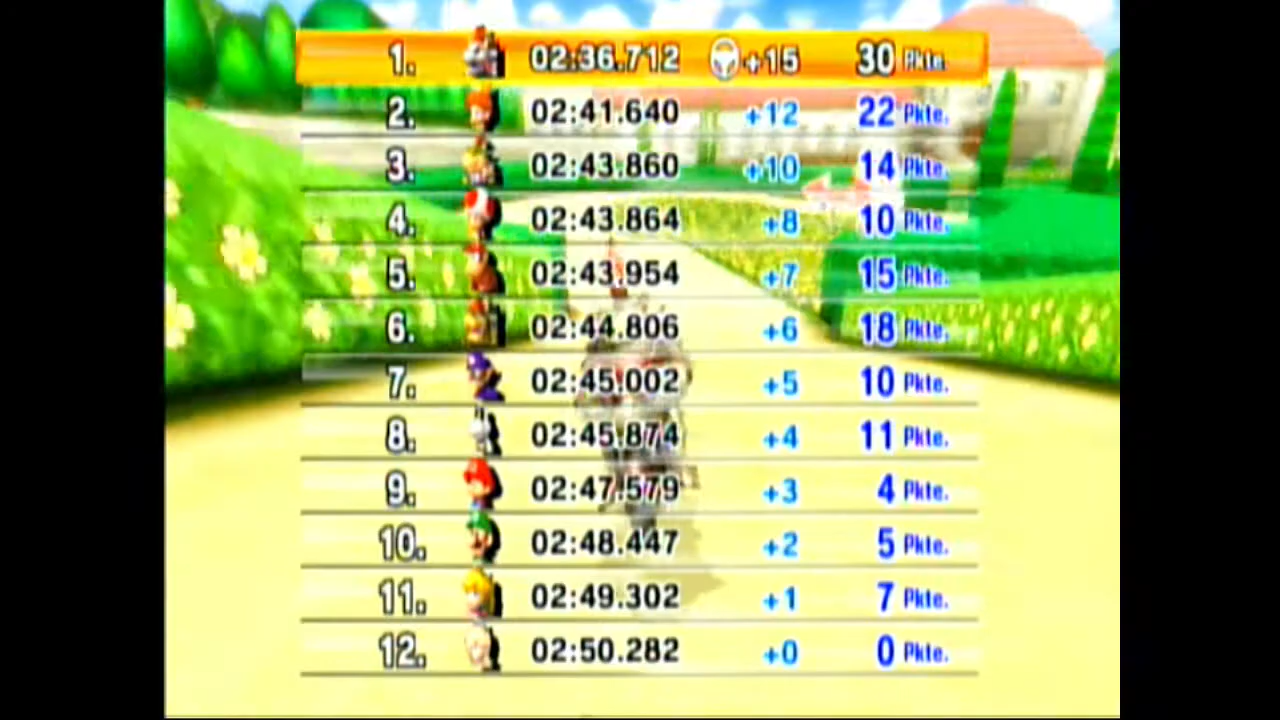 1. 02:36.712 +15 30 Pkte.
2. 02:41.640 +12 22 Pkte.
3. 02:43.860 +10 14 Pkte.
4. 02:43.864 +8 10 Pkte.
5. 02:43.954 +7 15 Pkte.
6. 02:44.806 +6 18 Pkte.
7. 02:45.002 +5 10 Pkte.
8. 02:45.874 +4 11 Pkte.
9. 02:47.579 +3 4 Pkte.
10. 02:48.447 +2 5 Pkte.
11. 02:49.302 +1 7 Pkte.
12. 02:50.282 +0 0 Pkte.